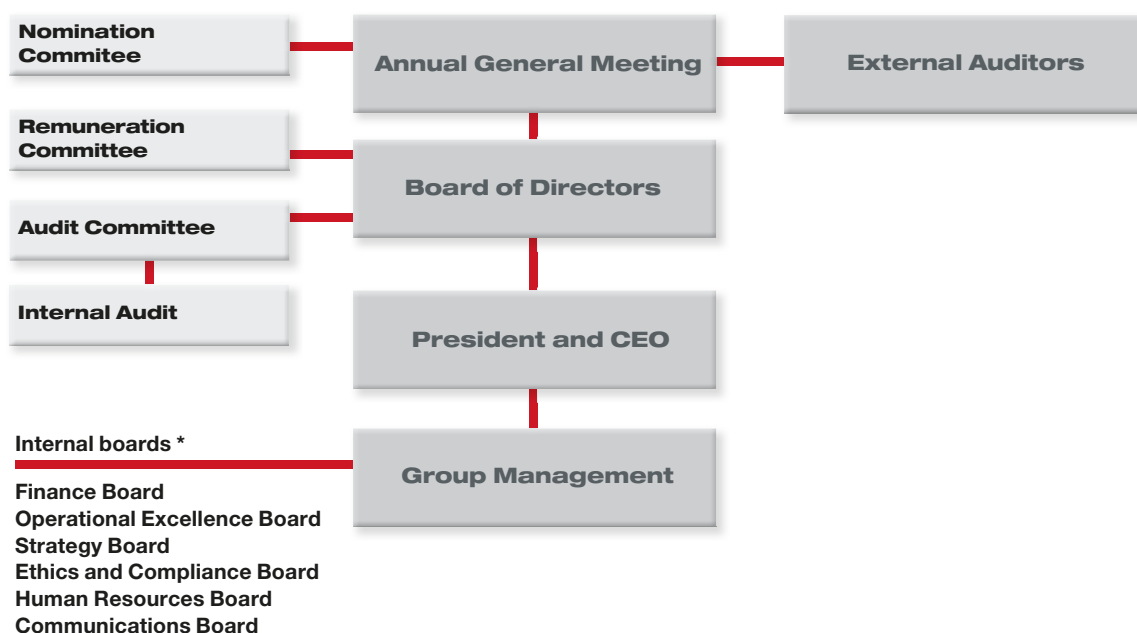 Nomination
Commitee
Annual General Meeting
External Auditors
Remuneration
Committee
Board of Directors
Audit Committee
Internal Audit
President and CEO
Internal boards *
Group Management
Finance Board
Operational Excellence Board
Strategy Board
Ethics and Compliance Board
Human Resources Board
Communications Board